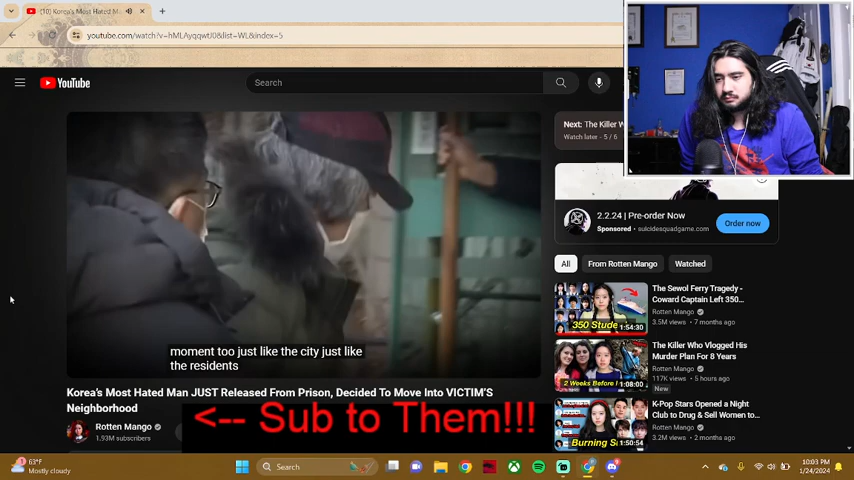 (10) Korea's Most Hated M
youtube.com/watch?v=hMLAyqqwtJ0&list=WL&index=5
YouTube
Search
moment too just like the city just like
the residents
Korea's Most Hated Man JUST Released From Prison, Decided To Move Into VICTIM'S
Neighborhood
Rotten Mango
1.93M subscribers
<-- Sub to Them!!!
Next: The Killer W
Watch later - 5 / 6
2.2.24 | Pre-order Now
Sponsored · suicidesquadgame.com
Order now
All
From Rotten Mango
Watched
350 Stude
1:54:30
The Sewol Ferry Tragedy -
Coward Captain Left 350...
Rotten Mango
3.5M views • 7 months ago
2 Weeks Before
1:08:00
The Killer Who Vlogged His
Murder Plan For 8 Years
Rotten Mango
117K views • 5 hours ago
New
Burning S
1:50:54
K-Pop Stars Opened a Night
Club to Drug & Sell Women to...
Rotten Mango
3.2M views • 2 months ago
63°F
Mostly cloudy
Search
10:03 PM
1/24/2024